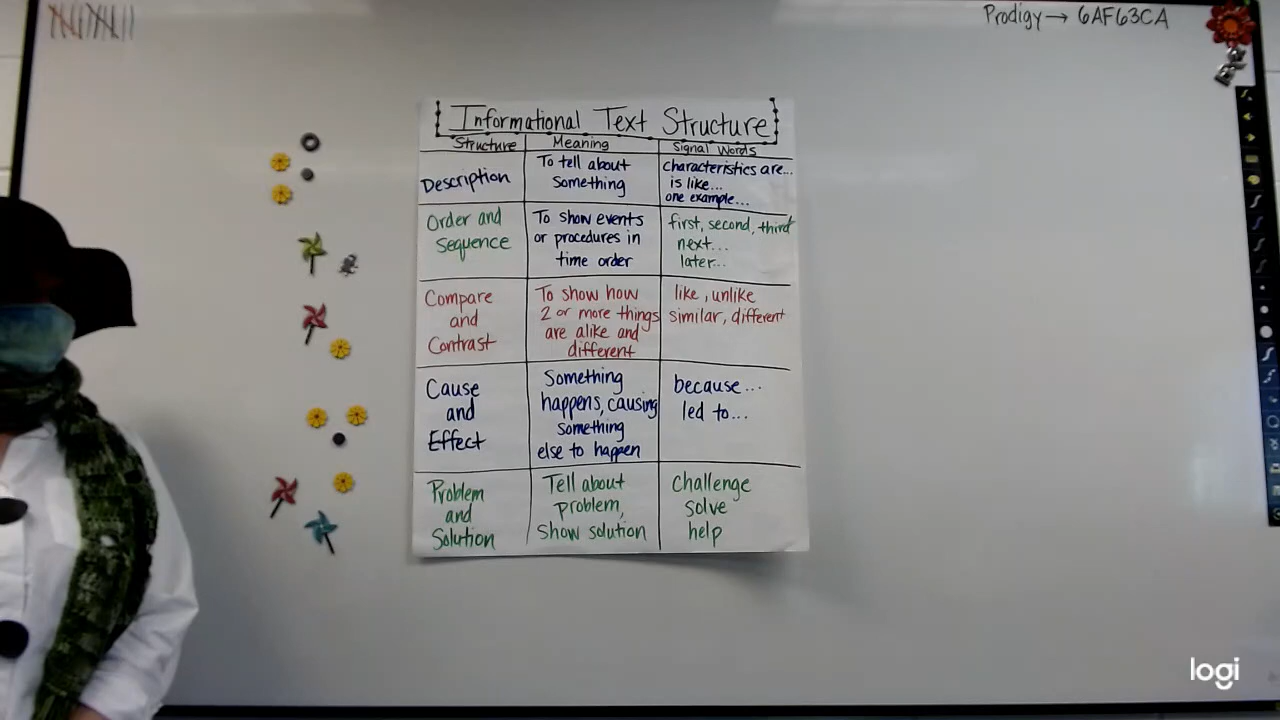 Prodigy → 6AF63CA
Informational Text Structure
Structure Meaning Signal Words
Description
To tell about
Something
Characteristics are...
is like...
one example...
Order and
Sequence
To show events
or procedures in
time order
first, second, third
next...
later...
Compare
and
Contrast
To show how
2 or more things
are alike and
different
like, unlike
similar, different
Cause
and
Effect
Something
happens, causing
something
else to happen
because...
led to...
Problem
and
Solution
Tell about
problem,
Show solution
challenge
solve
help
logi